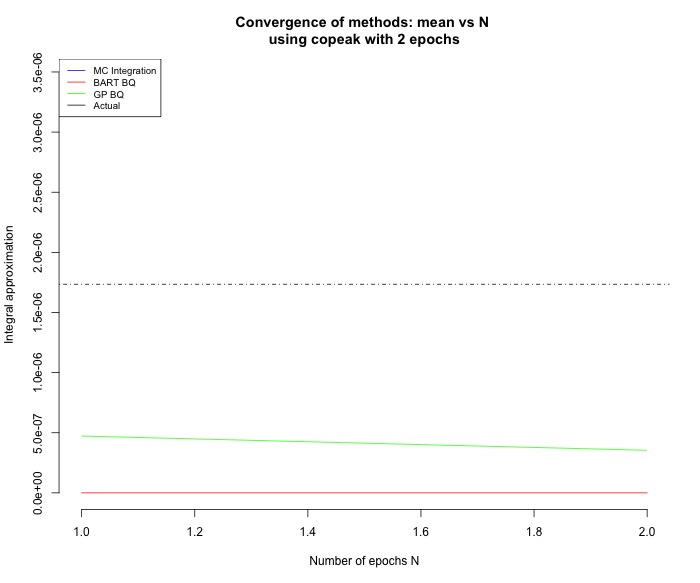 Convergence of methods: mean vs N
using copeak with 2 epochs
MC Integration
BART BQ
GP BQ
Actual
Integral approximation
3.5e-06
3.0e-06
2.5e-06
2.0e-06
1.5e-06
1.0e-06
5.0e-07
0.0e+00
1.0 1.2 1.4 1.6 1.8 2.0
Number of epochs N